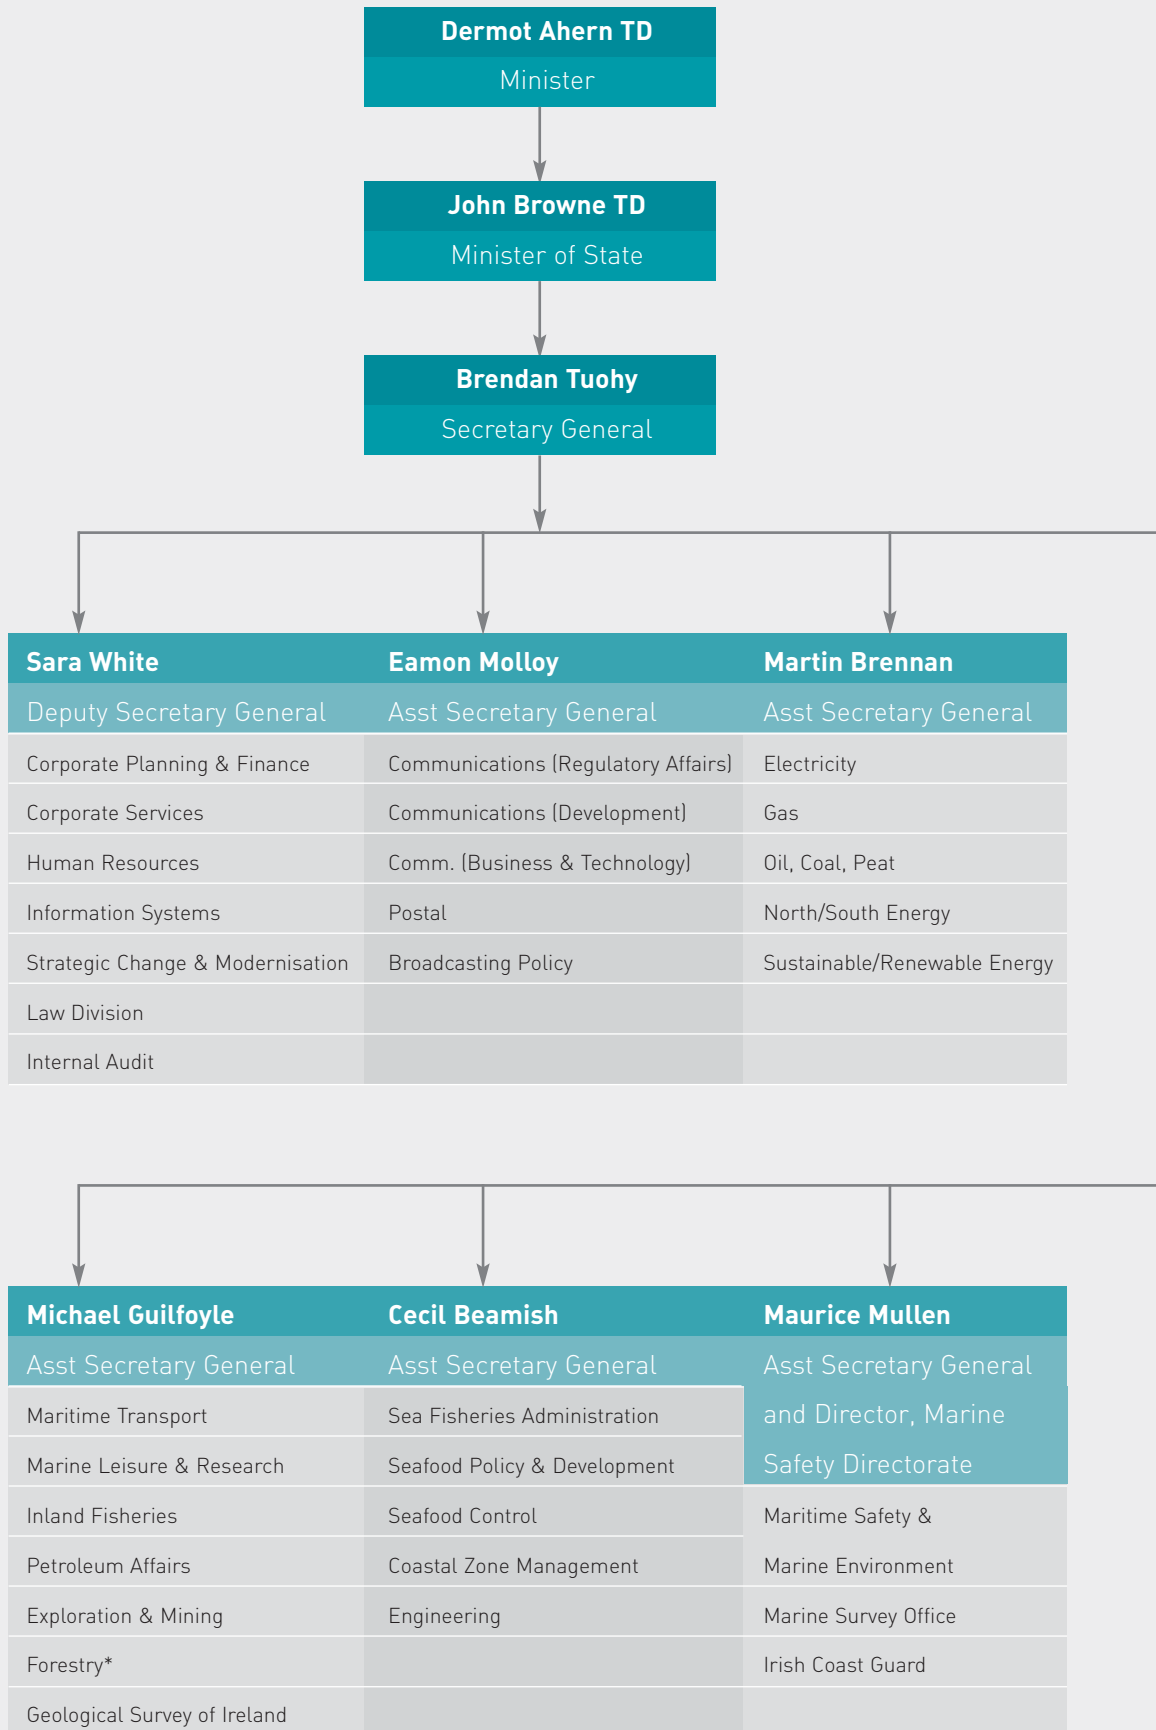 Dermot Ahern TD
Minister
John Browne TD
Minister of State
Brendan Tuohy
Secretary General
Sara White
Deputy Secretary General
Corporate Planning & Finance
Corporate Services
Human Resources
Information Systems
Strategic Change & Modernisation
Law Division
Internal Audit
Eamon Molloy
Asst Secretary General
Communications (Regulatory Affairs)
Communications (Development)
Comm. (Business & Technology)
Postal
Broadcasting Policy
Martin Brennan
Asst Secretary General
Electricity
Gas
Oil, Coal, Peat
North/South Energy
Sustainable/Renewable Energy
Michael Guilfoyle
Asst Secretary General
Maritime Transport
Marine Leisure & Research
Inland Fisheries
Petroleum Affairs
Exploration & Mining
Forestry*
Geological Survey of Ireland
Cecil Beamish
Asst Secretary General
Sea Fisheries Administration
Seafood Policy & Development
Seafood Control
Coastal Zone Management
Engineering
Maurice Mullen
Asst Secretary General
and Director, Marine
Safety Directorate
Maritime Safety &
Marine Environment
Marine Survey Office
Irish Coast Guard